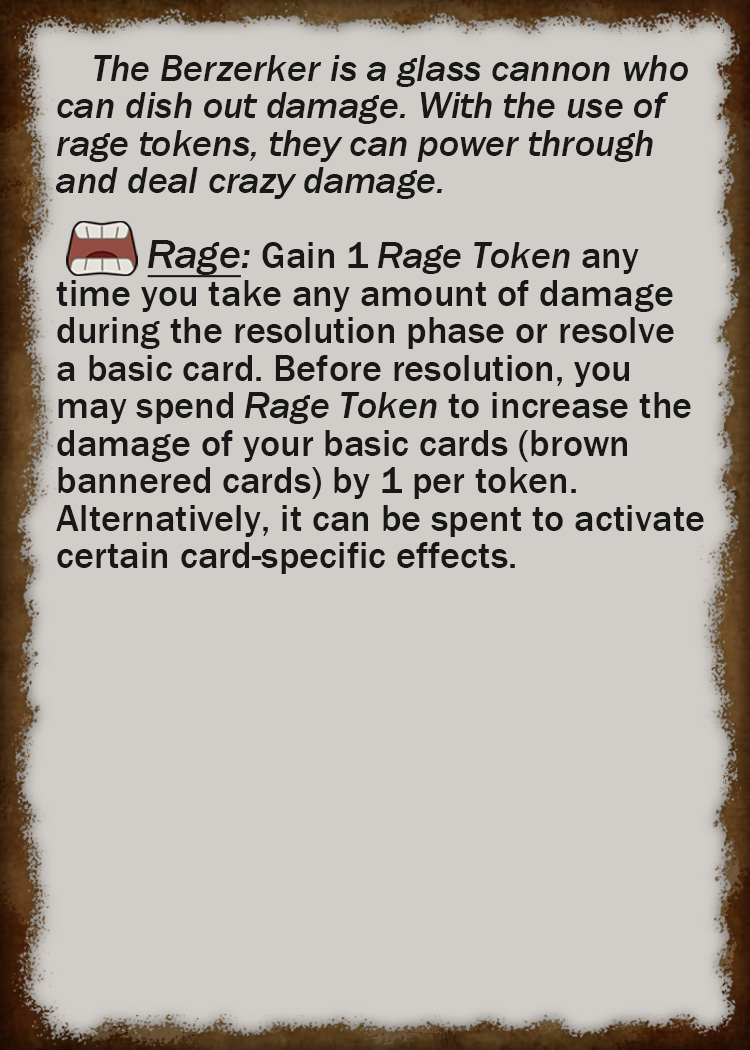 The Berzerker is a glass cannon who
can dish out damage. With the use of
rage tokens, they can power through
and deal crazy damage.
Rage: Gain 1 Rage Token any
time you take any amount of damage
during the resolution phase or resolve
a basic card. Before resolution, you
may spend Rage Token to increase the
damage of your basic cards (brown
bannered cards) by 1 per token.
Alternatively, it can be spent to activate
certain card-specific effects.